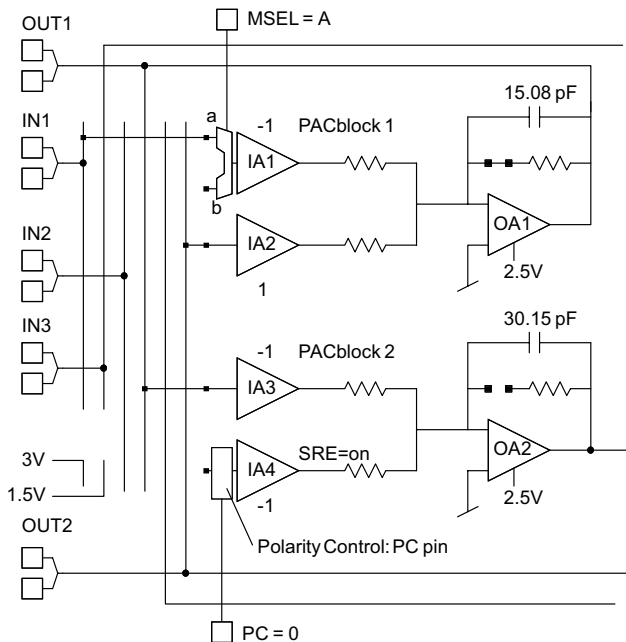 OUT1
MSEL = A
15.08 pF
IN1
a
-1
PACblock 1
IA1
b
IN2
IA2
OA1
2.5V
1
IN3
30.15 pF
-1
PACblock 2
IA3
3V
SRE=on
OA2
IA4
1.5V
2.5V
-1
OUT2
Polarity Control: PC pin
PC = 0